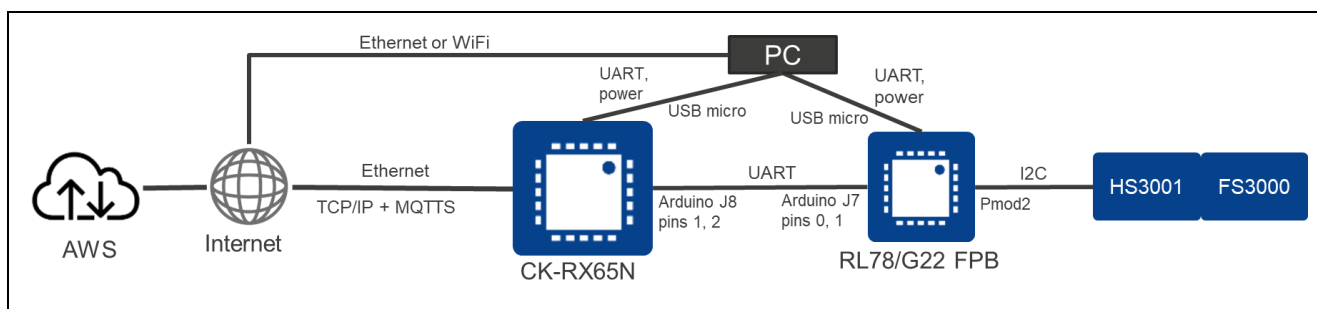 Ethernet or WiFi
PC
UART,
power
USB micro
UART,
power
USB micro
AWS
Internet
Ethernet
TCP/IP + MQTTS
CK-RX65N
UART
Arduino J8
pins 1, 2
Arduino J7
pins 0, 1
RL78/G22 FPB
I2C
Pmod2
HS3001
FS3000